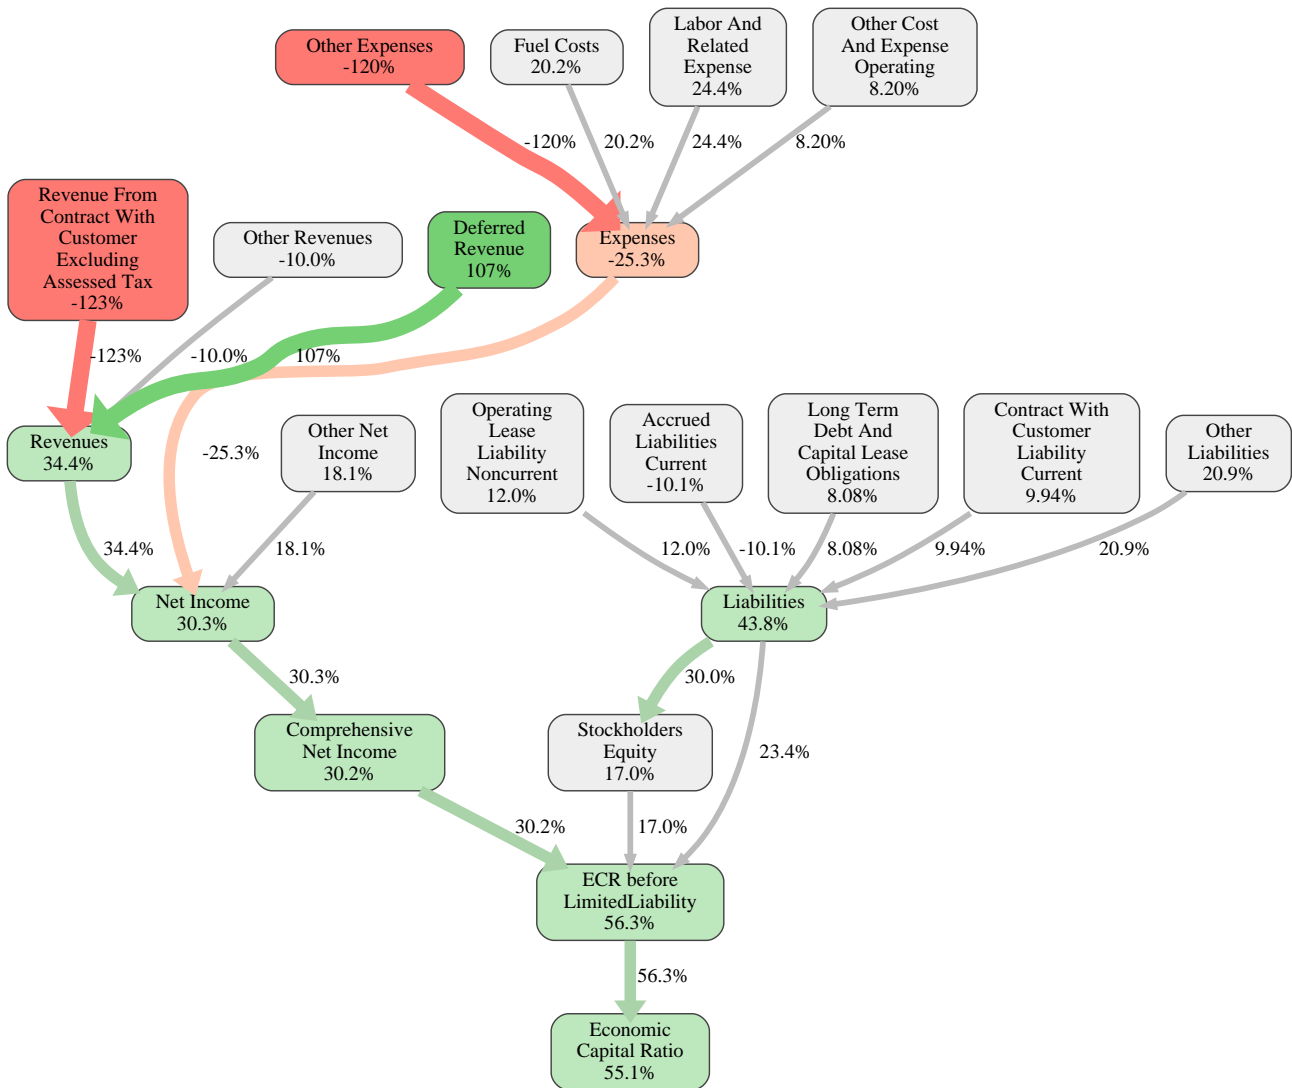 Other Expenses
-120%
Fuel Costs
20.2%
Labor And
Related
Expense
24.4%
Other Cost
And Expense
Operating
8.20%
-120%
20.2%
24.4%
8.20%
Revenue From
Contract With
Customer
Excluding
Assessed Tax
-123%
Other Revenues
-10.0%
Deferred
Revenue
107%
Expenses
-25.3%
-123%
-10.0%
107%
Revenues
34.4%
-25.3%
Other Net
Income
18.1%
Operating
Lease
Liability
Noncurrent
12.0%
Accrued
Liabilities
Current
-10.1%
Long Term
Debt And
Capital Lease
Obligations
8.08%
Contract With
Customer
Liability
Current
9.94%
Other
Liabilities
20.9%
34.4%
18.1%
12.0%
-10.1%
8.08%
9.94%
20.9%
Net Income
30.3%
Liabilities
43.8%
30.3%
30.0%
Comprehensive
Net Income
30.2%
Stockholders
Equity
17.0%
23.4%
30.2%
17.0%
ECR before
LimitedLiability
56.3%
56.3%
Economic
Capital Ratio
55.1%